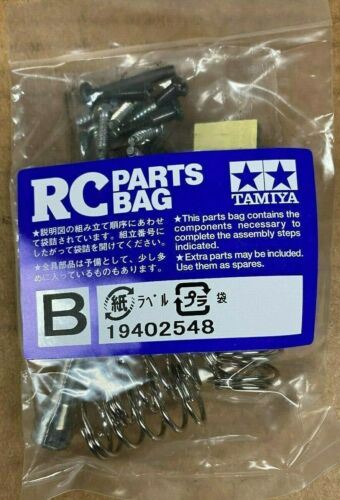 RC PARTS
BAG
TAMIYA
★説明図の組み立て順序にあわせ
て袋詰されています。組立番号に
したがって袋詰を開けてください。
★金具部品は予備として、少し多
めに入っているものもあります。
★This parts bag contains the
components necessary to
complete the assembly steps
indicated.
★Extra parts may be included.
Use them as spares.
B
紙 ラベル プラ 袋
19402548